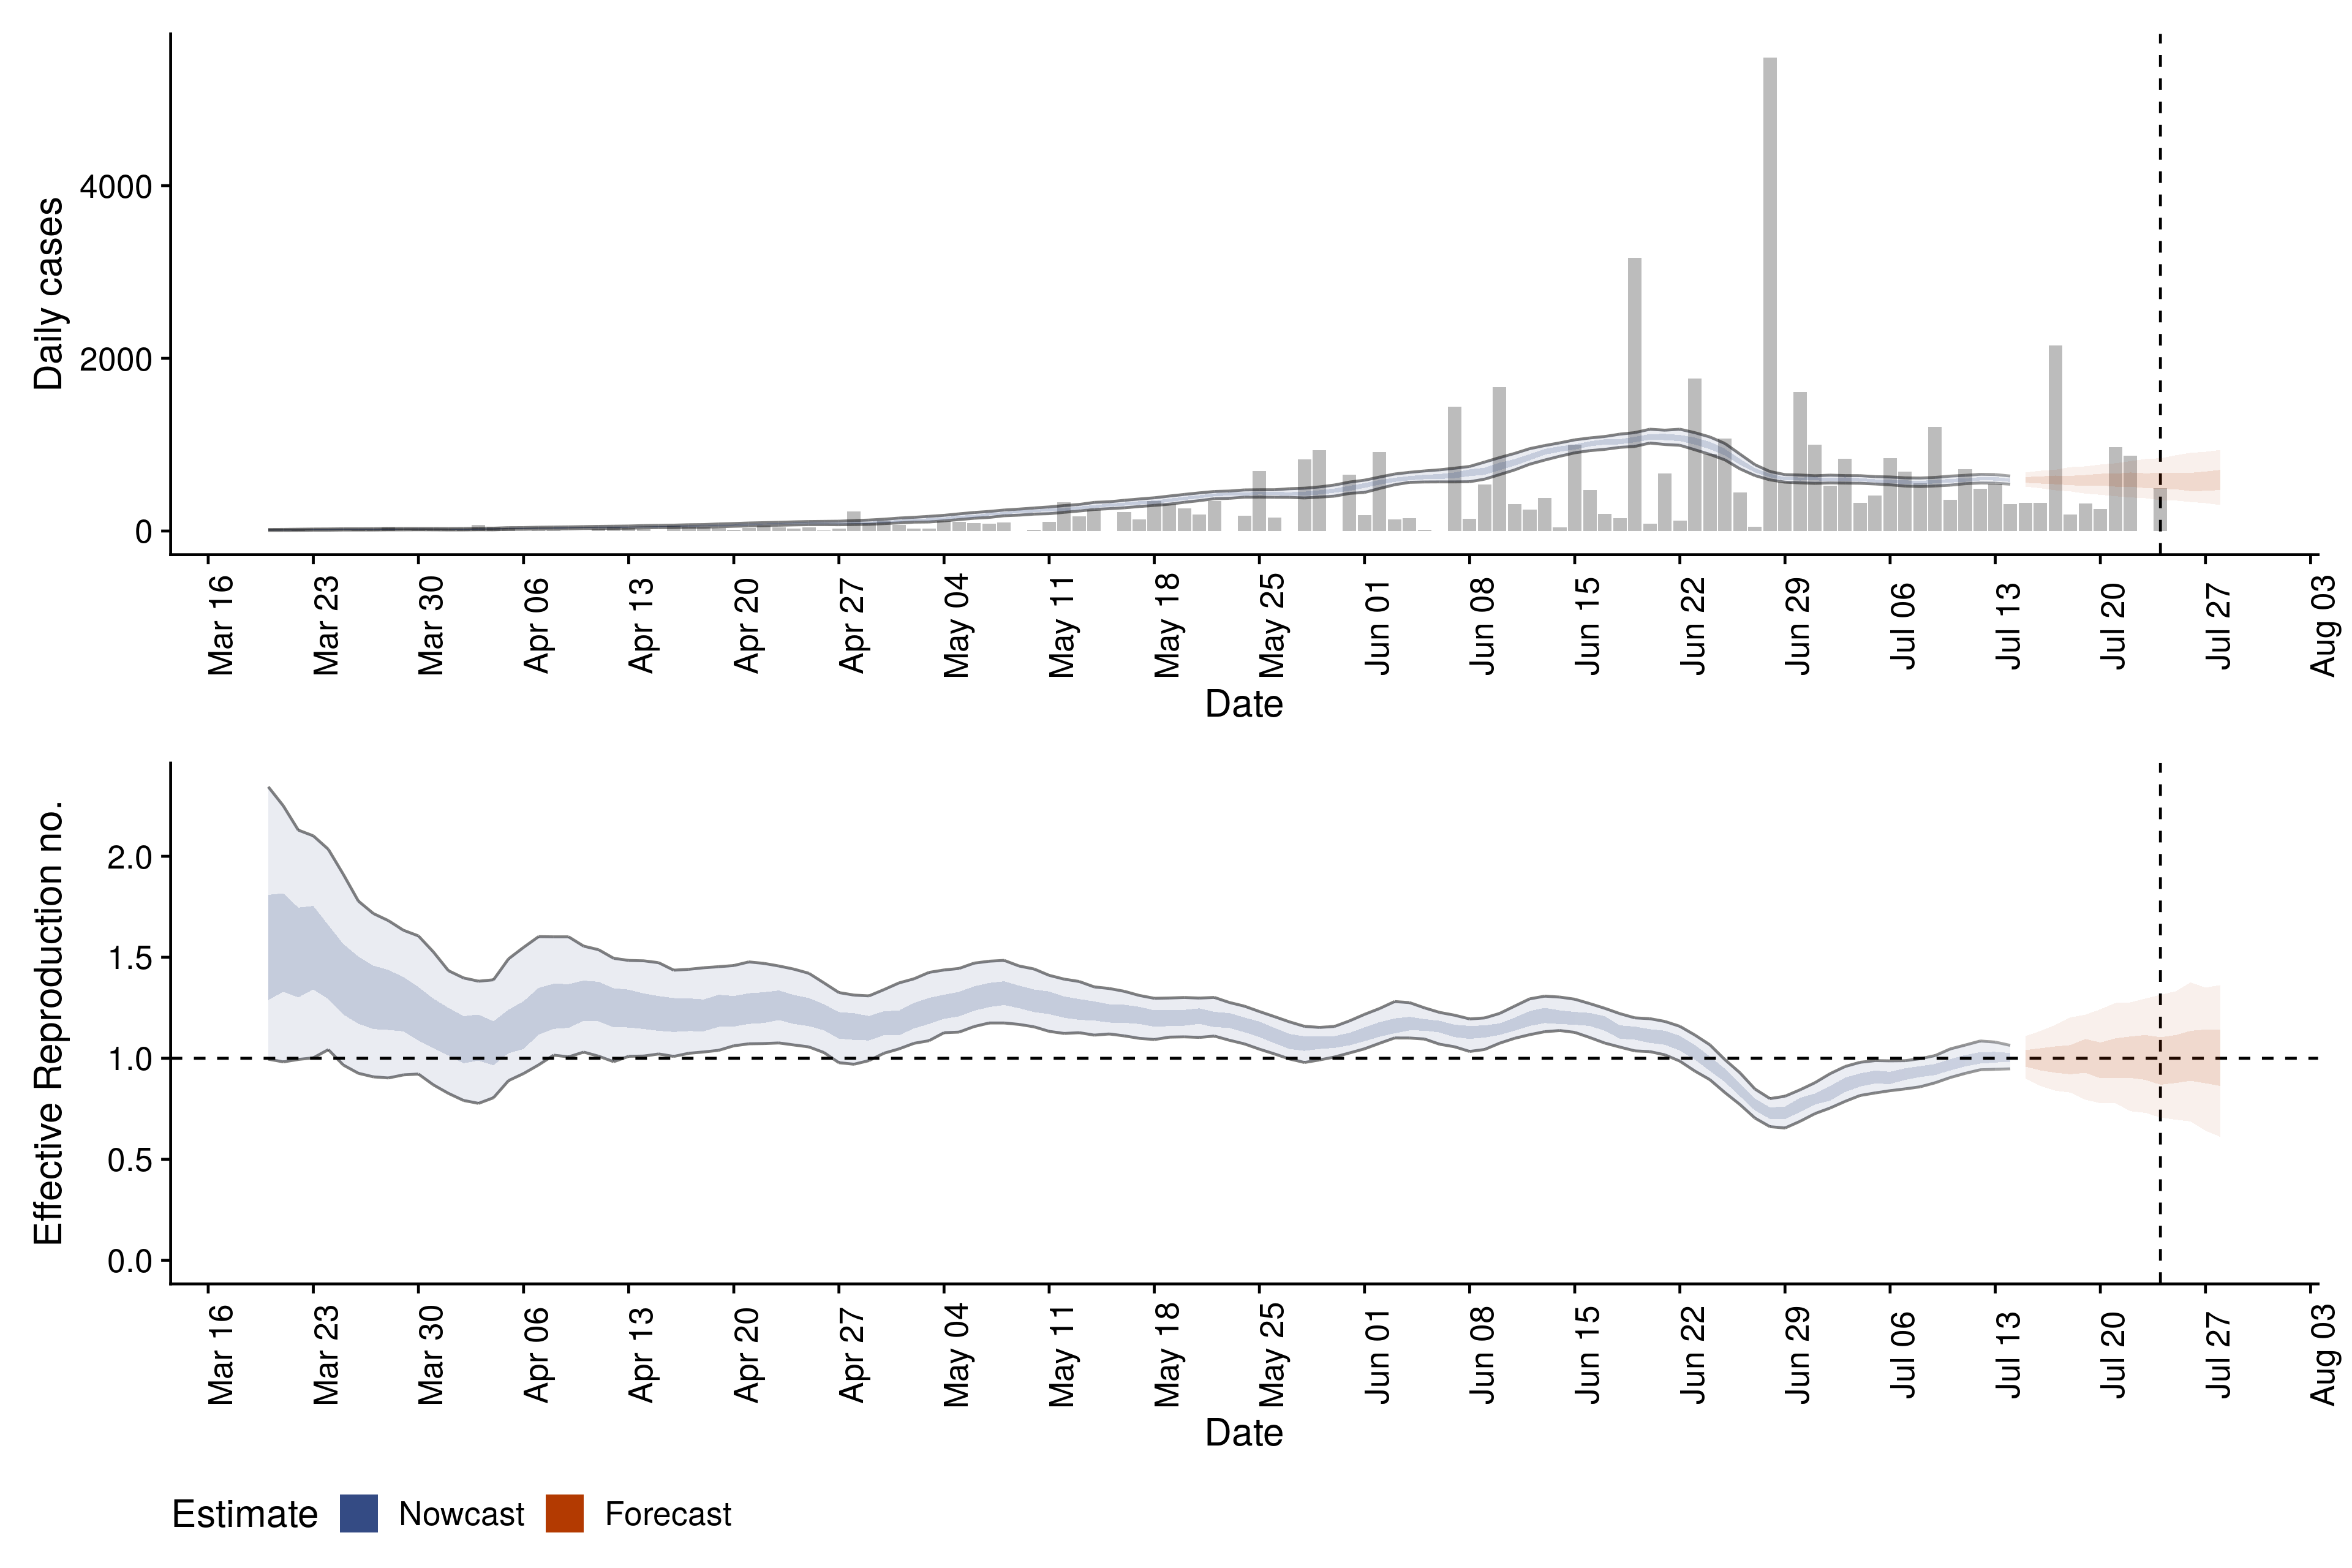 Daily cases
4000
2000
0
Mar 16
Mar 23
Mar 30
Apr 06
Apr 13
Apr 20
Apr 27
May 04
May 11
May 18
May 25
Jun 01
Jun 08
Jun 15
Jun 22
Jun 29
Jul 06
Jul 13
Jul 20
Jul 27
Aug 03
Date
Effective Reproduction no.
2.0
1.5
1.0
0.5
0.0
Mar 16
Mar 23
Mar 30
Apr 06
Apr 13
Apr 20
Apr 27
May 04
May 11
May 18
May 25
Jun 01
Jun 08
Jun 15
Jun 22
Jun 29
Jul 06
Jul 13
Jul 20
Jul 27
Aug 03
Date
Estimate Nowcast Forecast